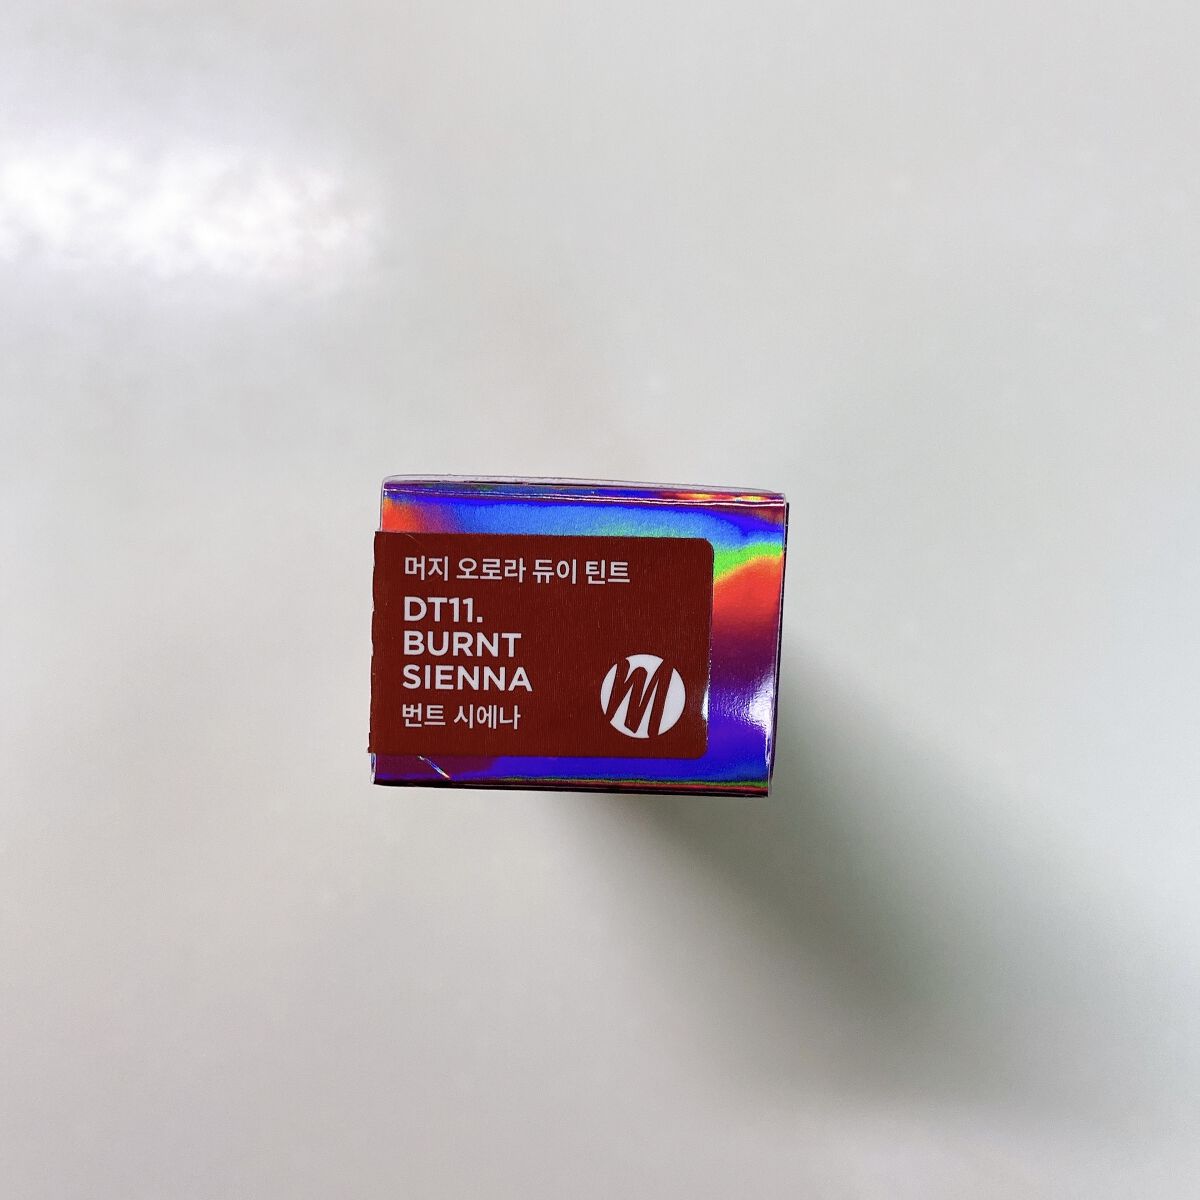 머지 오로라 듀이 틴트
DT11.
BURNT
SIENNA
번트 시에나
M